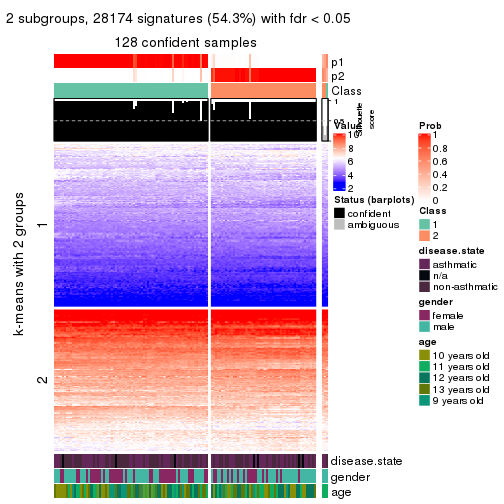 2 subgroups, 28174 signatures (54.3%) with fdr < 0.05
128 confident samples
p1
p2
Class
1
0.5
Silhouette
score
k-means with 2 groups
1
2
disease.state
gender
age
Value
10
8
6
4
2
Status (barplots)
confident
ambiguous
Prob
1
0.8
0.6
0.4
0.2
0
Class
1
2
disease.state
asthmatic
n/a
non-asthmatic
gender
female
male
age
10 years old
11 years old
12 years old
13 years old
9 years old